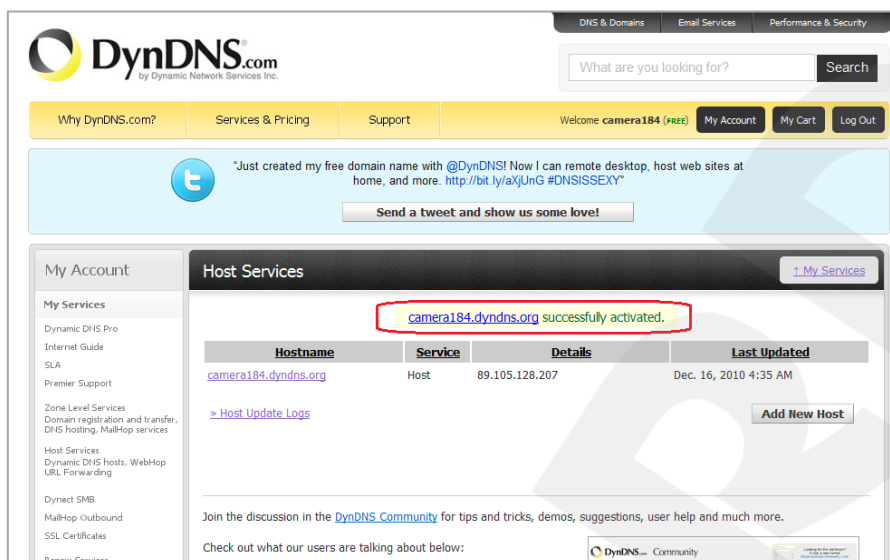 DNS & Domains Email Services Performance & Security
DynDNS.com
by Dynamic Network Services Inc.
What are you looking for? Search
Why DynDNS.com? Services & Pricing Support Welcome camera184 (FREE) My Account My Cart Log Out
"Just created my free domain name with @DynDNS! Now I can remote desktop, host web sites at
home, and more. http://bit.ly/aXjUnG #DNSISSEXY"
Send a tweet and show us some love!
My Account
My Services
Dynamic DNS Pro
Internet Guide
SLA
Premier Support
Zone Level Services
Domain registration and transfer,
DNS hosting, MailHop services
Host Services
Dynamic DNS hosts, WebHop
URL Forwarding
Dynect SMB
MailHop Outbound
SSL Certificates
Host Services ↑ My Services
camera184.dyndns.org successfully activated.
Hostname Service Details Last Updated
camera184.dyndns.org Host 89.105.128.207 Dec. 16, 2010 4:35 AM
» Host Update Logs Add New Host
Join the discussion in the DynDNS Community for tips and tricks, demos, suggestions, user help and much more.
Check out what our users are talking about below:
DynDNS.com Community